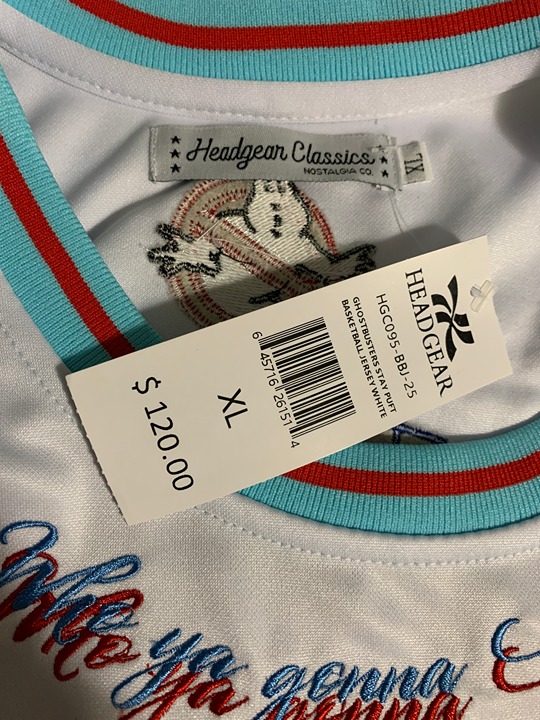 Headgear Classics
NOSTALGIA CO.
XL
HEADGEAR
HGC095-BBJ-25
GHOSTBUSTERS STAY PUFT
BASKETBALL JERSEY WHITE
6 45716 26151 4
XL
$ 120.00
Who ya gonna